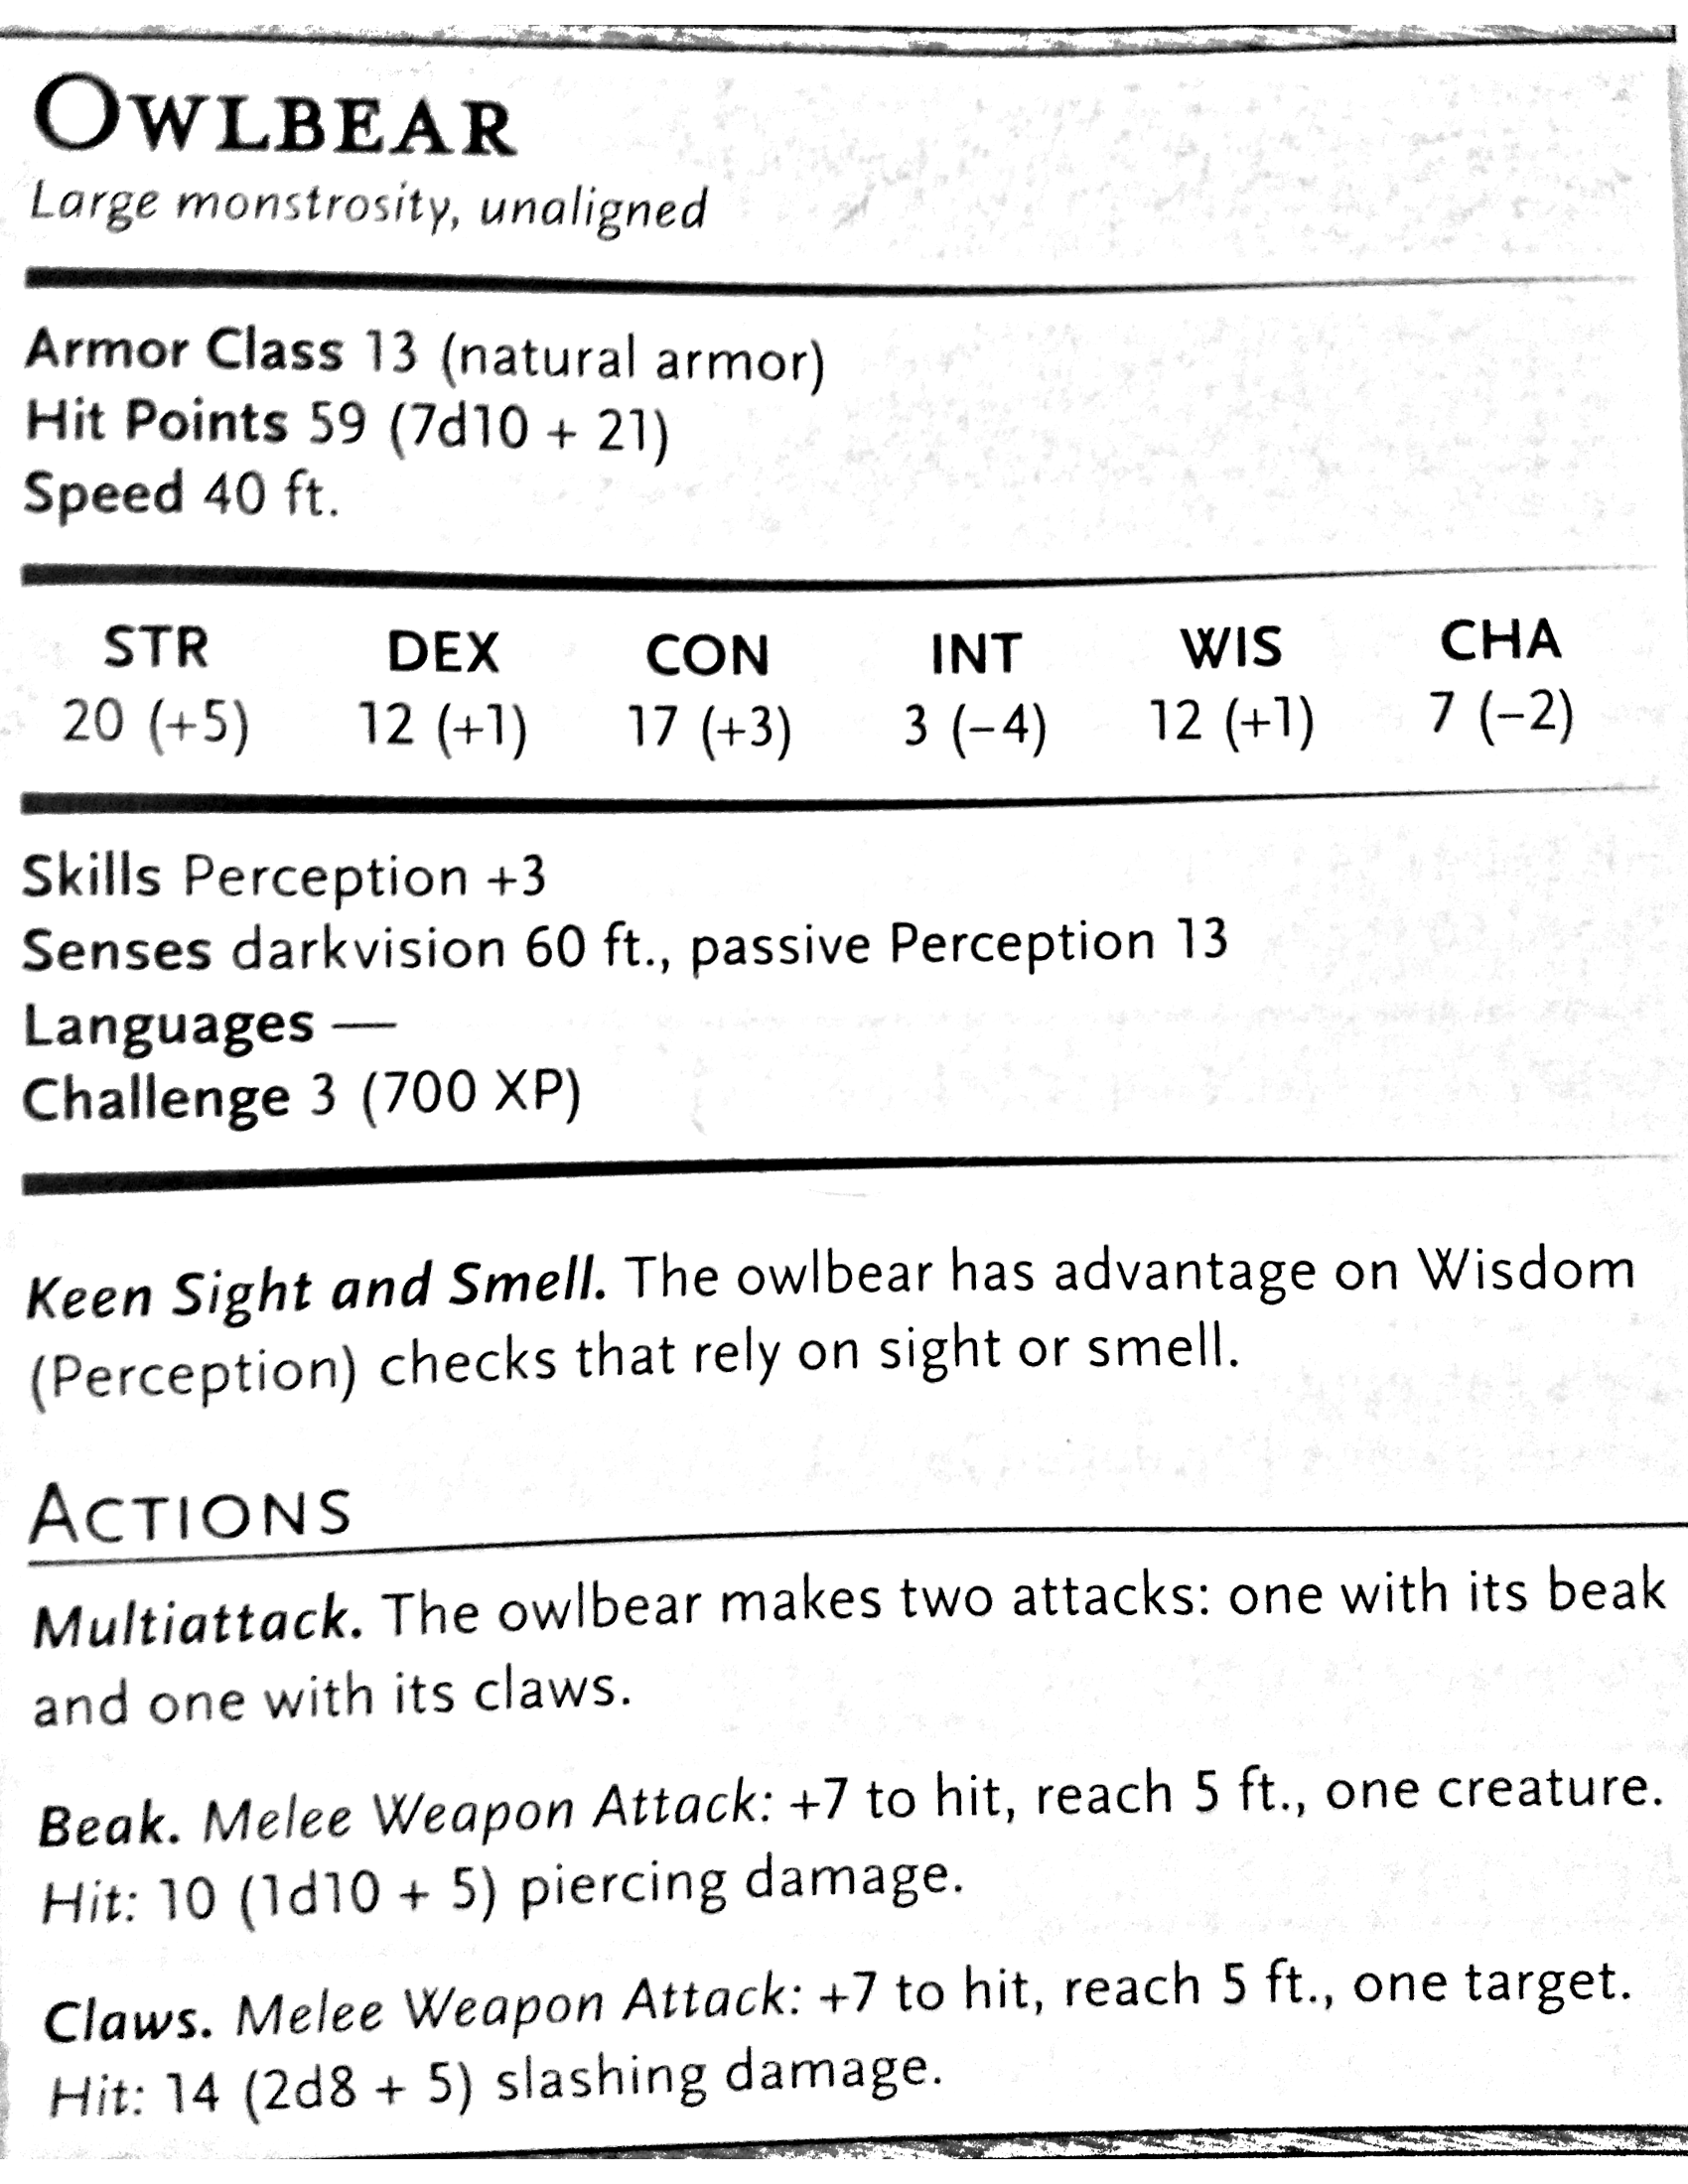 OWLBEAR
Large monstrosity, unaligned
Armor Class 13 (natural armor)
Hit Points 59 (7d10 + 21)
Speed 40 ft.
STR DEX CON INT WIS CHA
20 (+5) 12 (+1) 17 (+3) 3 (−4) 12 (+1) 7 (−2)
Skills Perception +3
Senses darkvision 60 ft., passive Perception 13
Languages —
Challenge 3 (700 XP)
Keen Sight and Smell. The owlbear has advantage on Wisdom
(Perception) checks that rely on sight or smell.
ACTIONS
Multiattack. The owlbear makes two attacks: one with its beak
and one with its claws.
Beak. Melee Weapon Attack: +7 to hit, reach 5 ft., one creature.
Hit: 10 (1d10 + 5) piercing damage.
Claws. Melee Weapon Attack: +7 to hit, reach 5 ft., one target.
Hit: 14 (2d8 + 5) slashing damage.